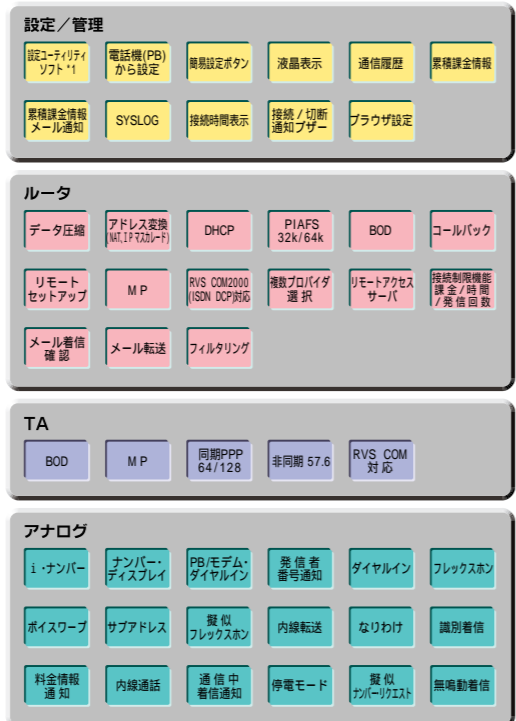 設定／管理
設定ユーティリティ
ソフト *1
電話機(PB)
から設定
簡易設定ボタン
液晶表示
通信履歴
累積課金情報
累積課金情報
メール通知
SYSLOG
接続時間表示
接続 / 切断
通知ブザー
ブラウザ設定
ルータ
データ圧縮
アドレス変換
(NAT, I P マスカレード)
DHCP
PIAFS
32k/64k
BOD
コールバック
リモート
セットアップ
M P
RVS COM2000
(ISDN DCP)対応
複数プロバイダ
選 択
リモートアクセス
サーバ
接続制限機能
課 金 / 時 間
/ 発 信 回 数
メール着信
確 認
メール転送
フィルタリング
TA
BOD
M P
同期PPP
64/128
非同期 57.6
RVS COM
対 応
アナログ
i ・ナンバー
ナンバー・
ディスプレイ
PB/モデム・
ダイヤルイン
発 信 者
番号通知
ダイヤルイン
フレックスホン
ボイスワープ
サブアドレス
擬 似
フレックスホン
内線転送
なりわけ
識別着信
料金情報
通 知
内線通話
通 信 中
着信通知
停電モード
擬 似
ナンバーリクエスト
無鳴動着信